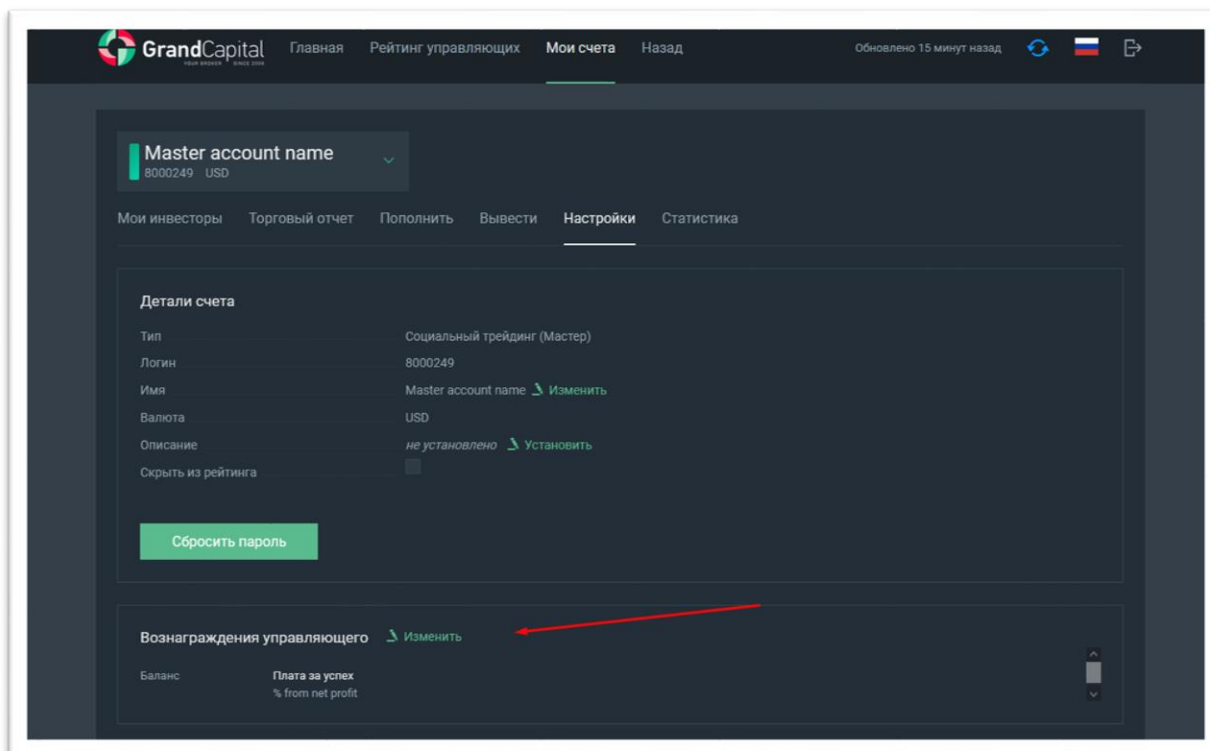 GrandCapital
YOUR BROKER SINCE 2006
Главная Рейтинг управляющих Мои счета Назад Обновлено 15 минут назад
Master account name
8000249 USD
Мои инвесторы Торговый отчет Пополнить Вывести Настройки Статистика
Детали счета
Тип Социальный трейдинг (Мастер)
Логин 8000249
Имя Master account name Изменить
Валюта USD
Описание не установлено Установить
Скрыть из рейтинга
Сбросить пароль
Вознаграждения управляющего Изменить
Баланс Плата за успех
% from net profit